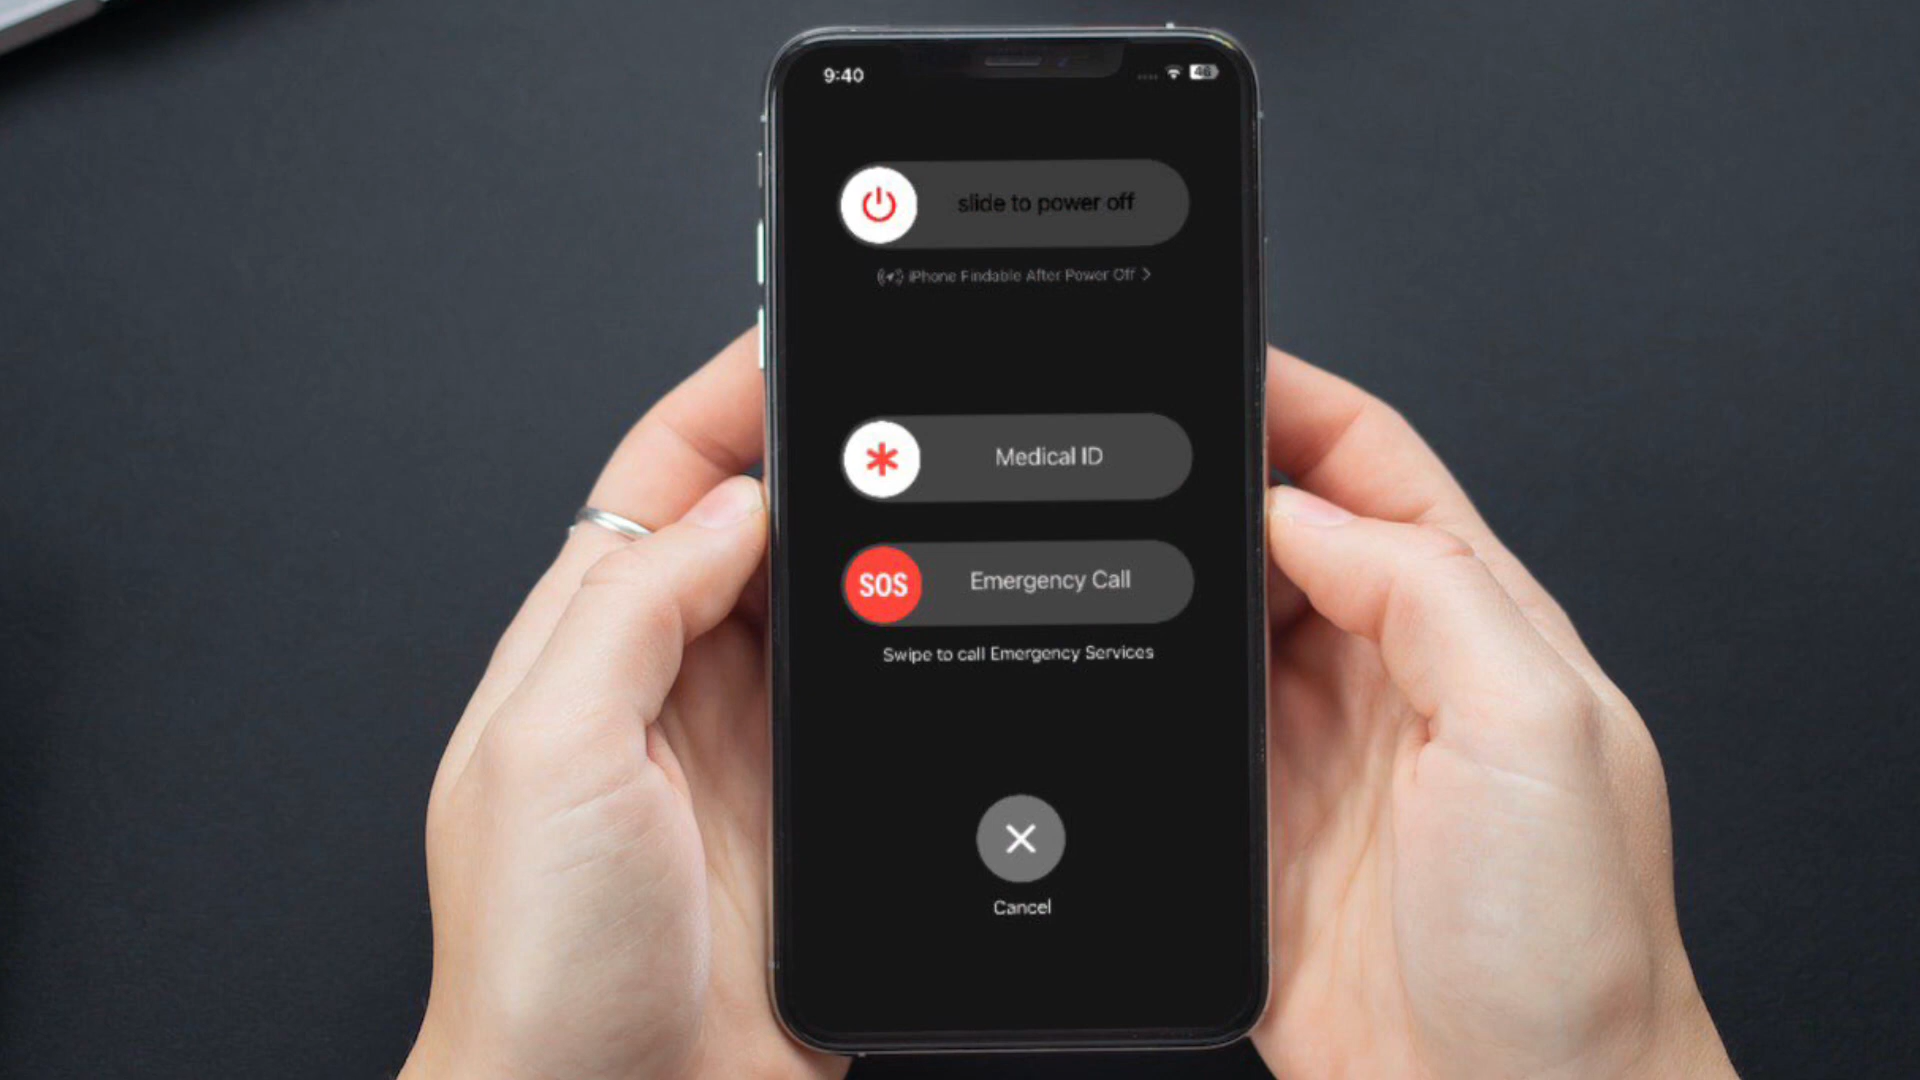 9:40
46
slide to power off
iPhone Findable After Power Off
Medical ID
SOS
Emergency Call
Swipe to call Emergency Services
Cancel